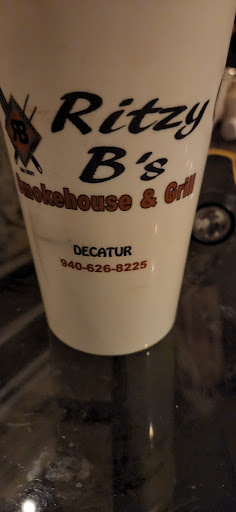 Ritzy
B's
Smokehouse & Grill
DECATUR
940-626-8225